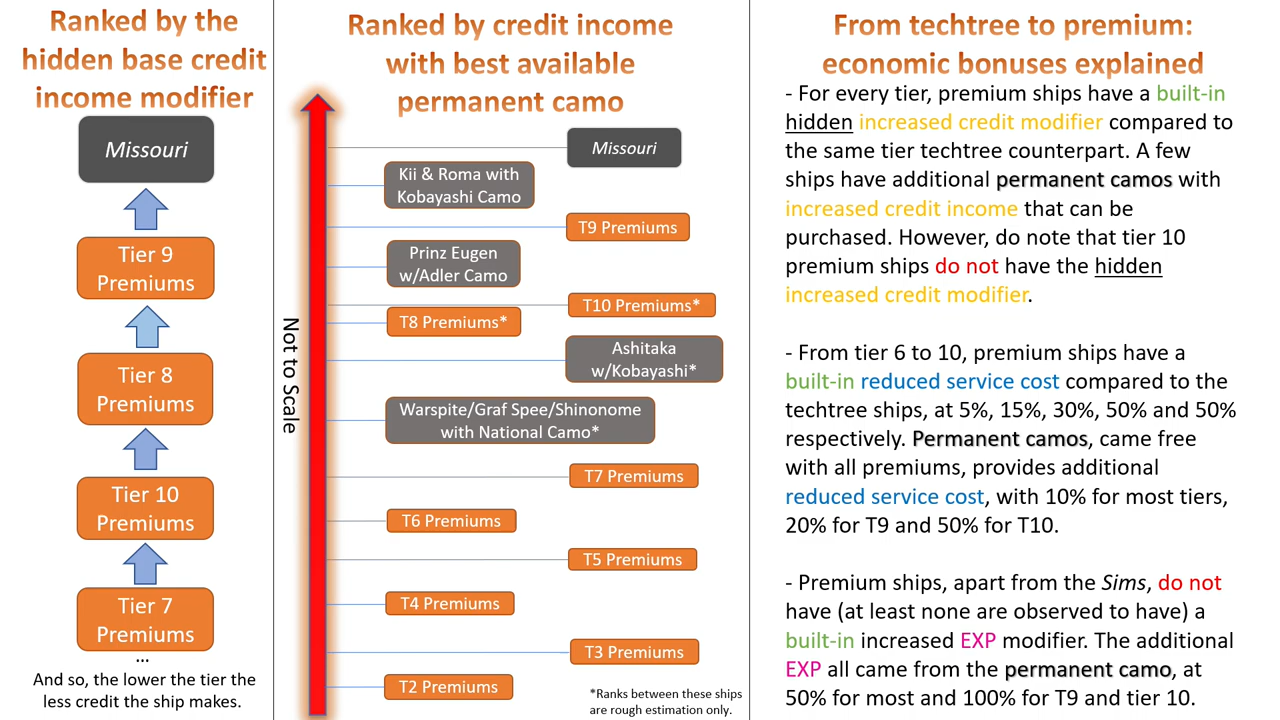 Ranked by the
hidden base credit
income modifier
Missouri
Tier 9
Premiums
Tier 8
Premiums
Tier 10
Premiums
Tier 7
Premiums
...
And so, the lower the tier the
less credit the ship makes.
Ranked by credit income
with best available
permanent camo
Not to Scale
Missouri
Kii & Roma with
Kobayashi Camo
T9 Premiums
Prinz Eugen
w/Adler Camo
T10 Premiums*
T8 Premiums*
Ashitaka
w/Kobayashi*
Warspite/Graf Spee/Shinonome
with National Camo*
T7 Premiums
T6 Premiums
T5 Premiums
T4 Premiums
T3 Premiums
T2 Premiums
*Ranks between these ships
are rough estimation only.
From techtree to premium:
economic bonuses explained
- For every tier, premium ships have a built-in
hidden increased credit modifier compared to
the same tier techtree counterpart. A few
ships have additional permanent camos with
increased credit income that can be
purchased. However, do note that tier 10
premium ships do not have the hidden
increased credit modifier.
- From tier 6 to 10, premium ships have a
built-in reduced service cost compared to the
techtree ships, at 5%, 15%, 30%, 50% and 50%
respectively. Permanent camos, came free
with all premiums, provides additional
reduced service cost, with 10% for most tiers,
20% for T9 and 50% for T10.
- Premium ships, apart from the Sims, do not
have (at least none are observed to have) a
built-in increased EXP modifier. The additional
EXP all came from the permanent camo, at
50% for most and 100% for T9 and tier 10.